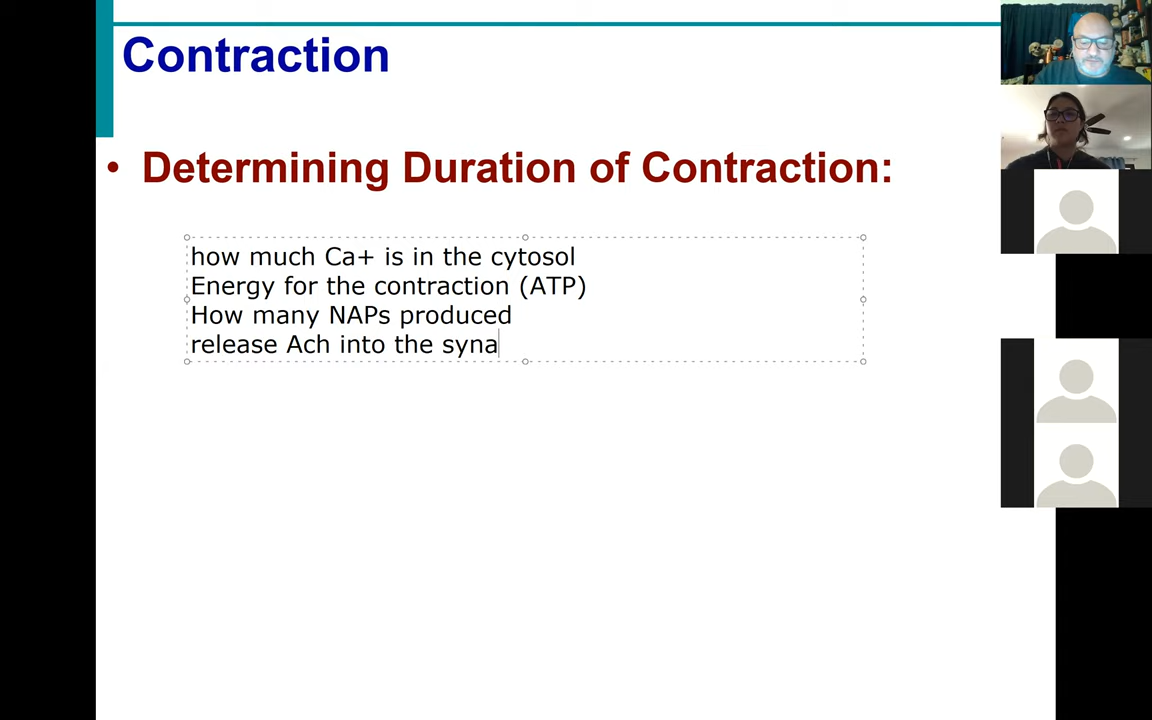 Contraction
• Determining Duration of Contraction:
how much Ca+ is in the cytosol
Energy for the contraction (ATP)
How many NAPs produced
release Ach into the syna